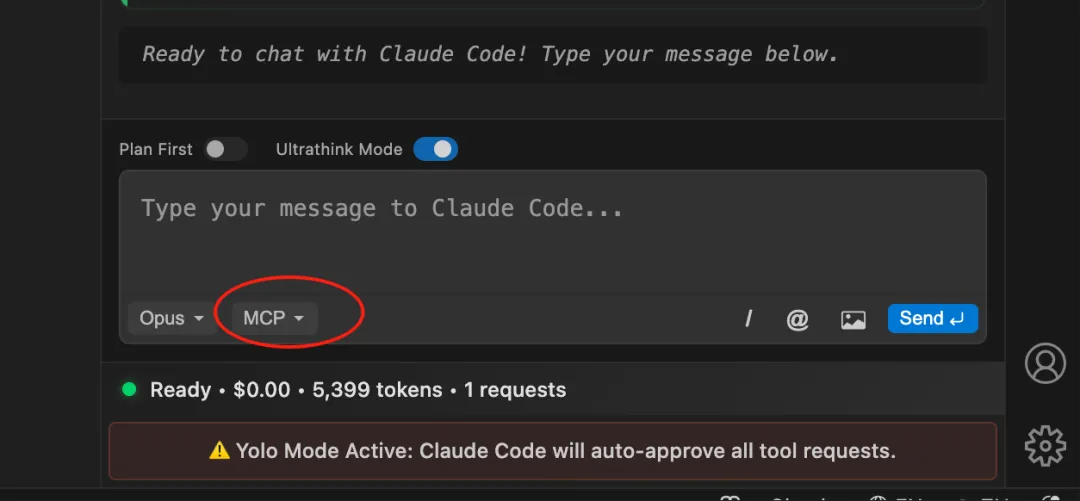 Ready to chat with Claude Code! Type your message below.
Plan First Ultrathink Mode
Type your message to Claude Code...
Opus MCP / @ Send
Ready • $0.00 • 5,399 tokens • 1 requests
Yolo Mode Active: Claude Code will auto-approve all tool requests.